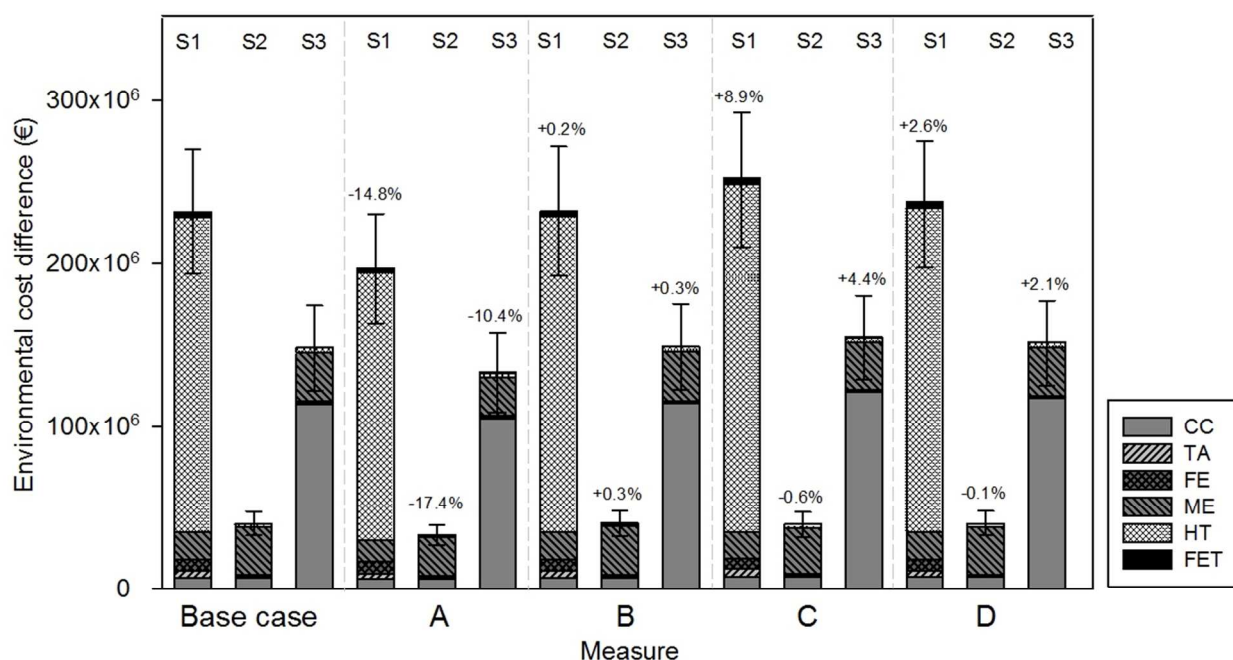 S1 S2 S3 S1 S2 S3 S1 S2 S3 S1 S2 S3 S1 S2 S3
300x10⁶
200x10⁶
100x10⁶
0
Environmental cost difference (€)
-14.8%
-17.4%
-10.4%
+0.2%
+0.3%
+0.3%
+8.9%
-0.6%
+4.4%
+2.6%
-0.1%
+2.1%
Base case A B C D
Measure
CC
TA
FE
ME
HT
FET